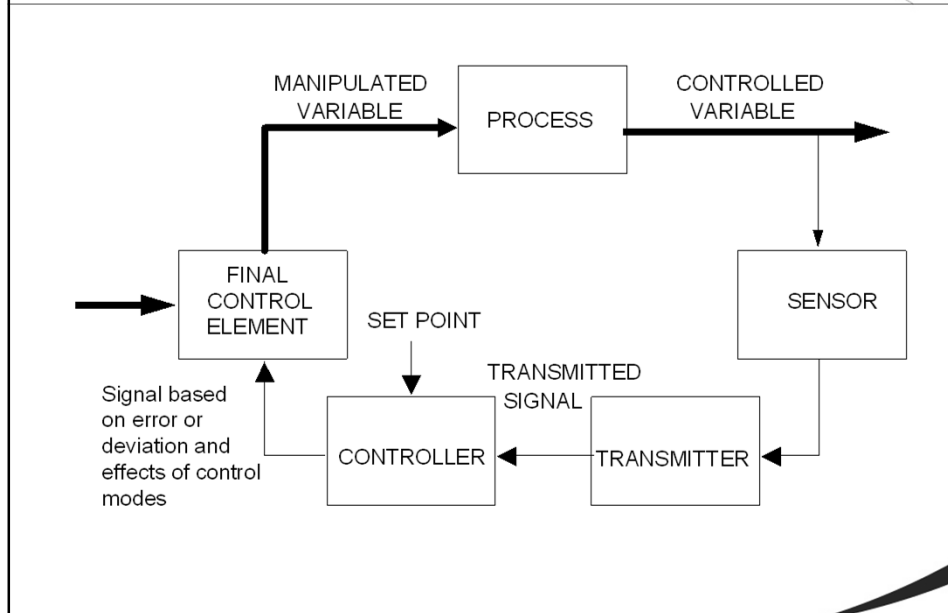 MANIPULATED
VARIABLE
PROCESS
CONTROLLED
VARIABLE
FINAL
CONTROL
ELEMENT
SENSOR
SET POINT
TRANSMITTED
SIGNAL
Signal based
on error or
deviation and
effects of control
modes
CONTROLLER
TRANSMITTER